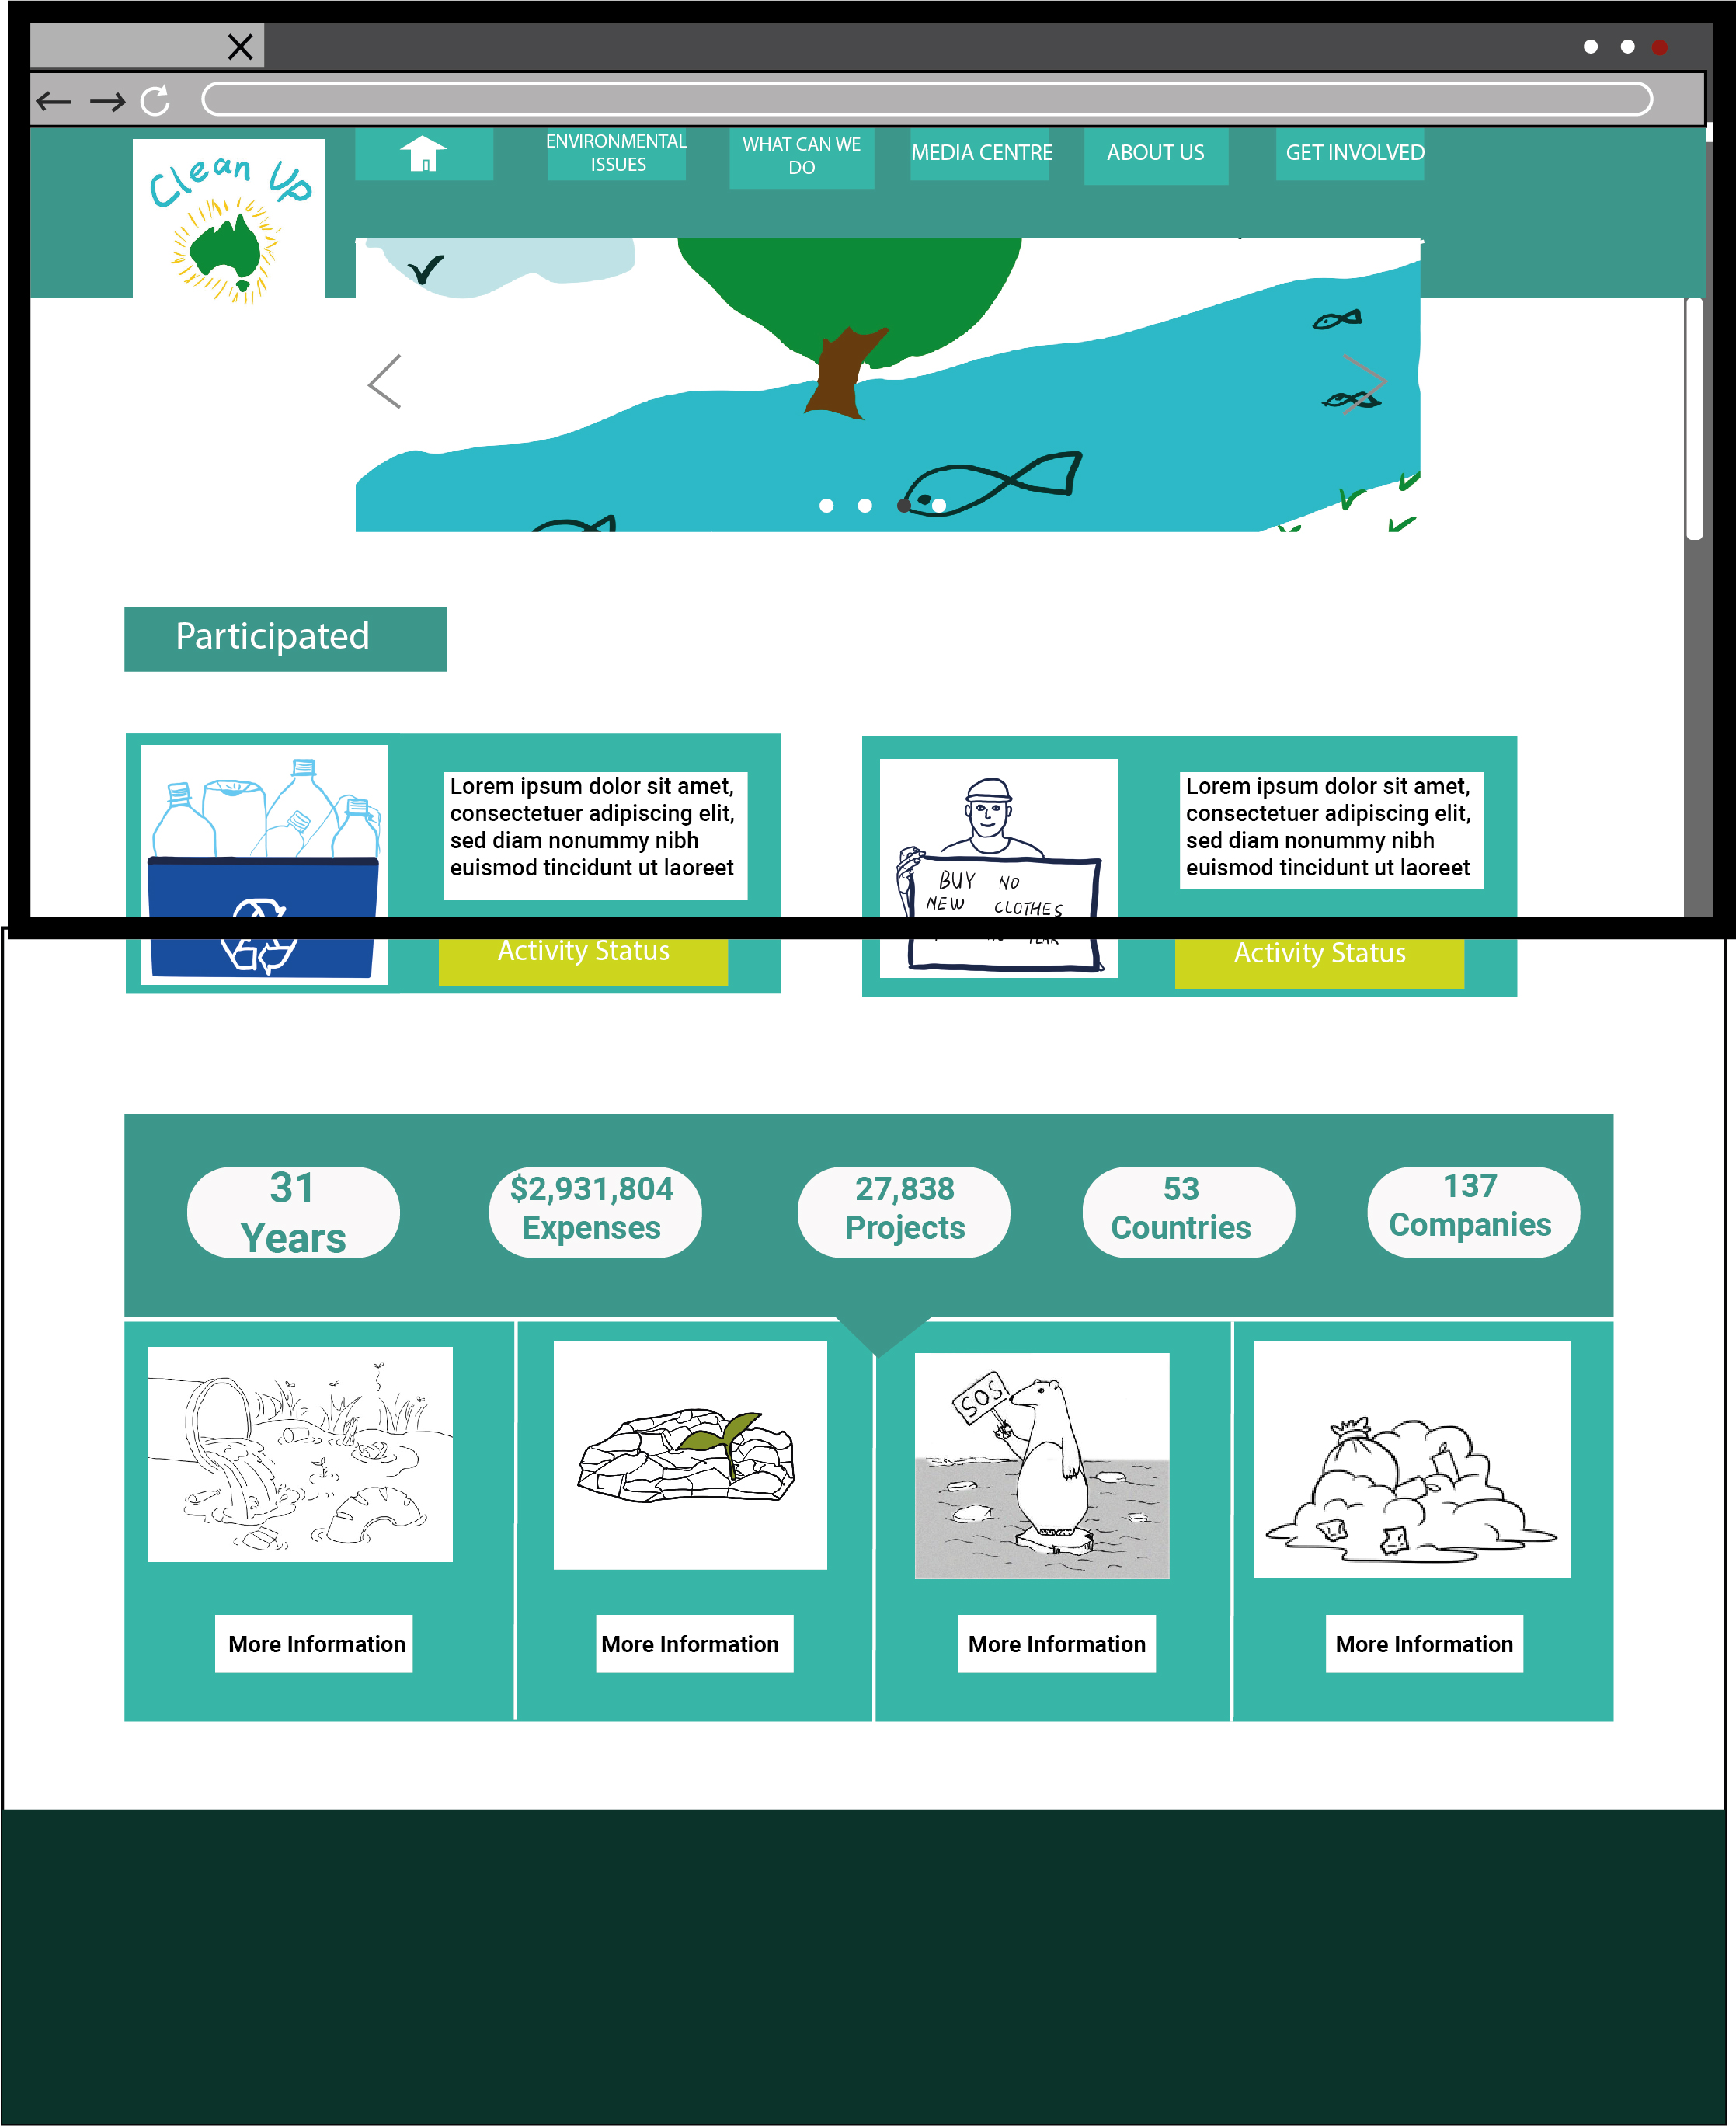 Clean Up
ENVIRONMENTAL
ISSUES
WHAT CAN WE
DO
MEDIA CENTRE
ABOUT US
GET INVOLVED
Participated
Lorem ipsum dolor sit amet,
consectetuer adipiscing elit,
sed diam nonummy nibh
euismod tincidunt ut laoreet
Activity Status
BUY NO
NEW CLOTHES
YEAR
Lorem ipsum dolor sit amet,
consectetuer adipiscing elit,
sed diam nonummy nibh
euismod tincidunt ut laoreet
Activity Status
31
Years
$2,931,804
Expenses
27,838
Projects
53
Countries
137
Companies
SOS
More Information
More Information
More Information
More Information